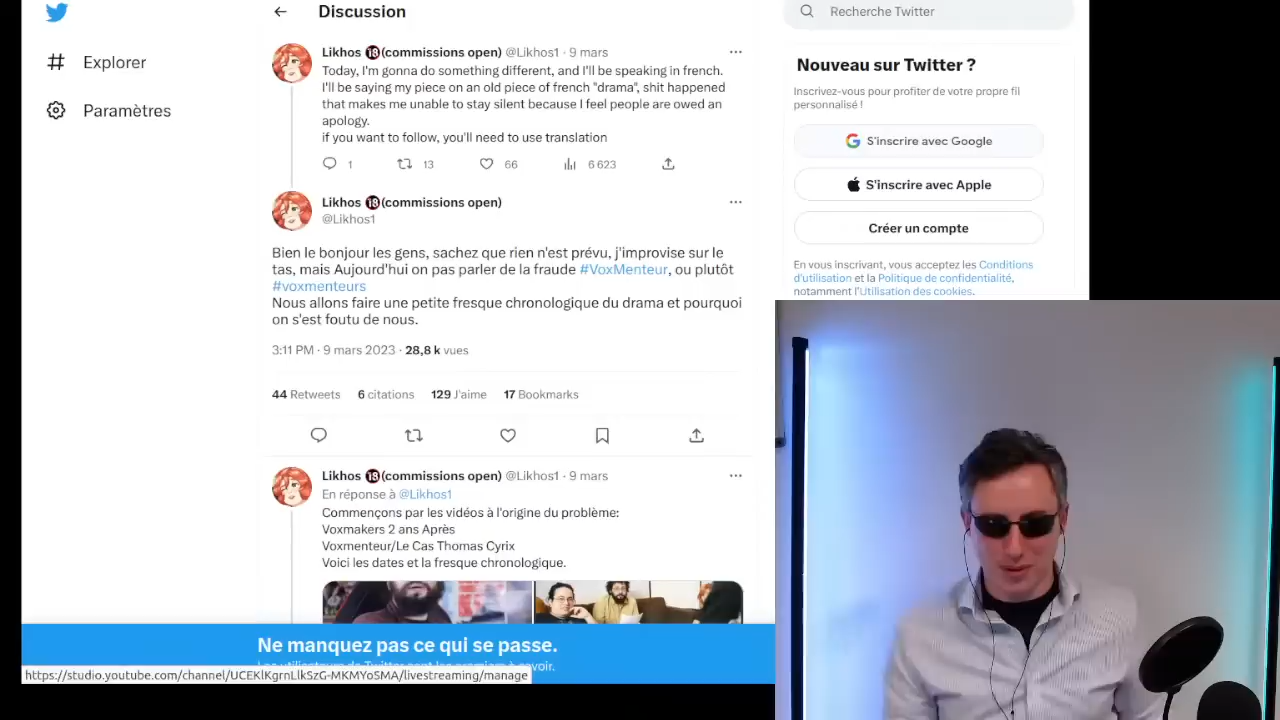 Discussion
Recherche Twitter
Explorer
Paramètres
Likhos 🔞(commissions open) @Likhos1 · 9 mars
Today, I'm gonna do something different, and I'll be speaking in french.
I'll be saying my piece on an old piece of french "drama", shit happened
that makes me unable to stay silent because I feel people are owed an
apology.
if you want to follow, you'll need to use translation
1 13 66 6 623
Likhos 🔞(commissions open)
@Likhos1
Bien le bonjour les gens, sachez que rien n'est prévu, j'improvise sur le
tas, mais Aujourd'hui on pas parler de la fraude #VoxMenteur, ou plutôt
#voxmenteurs
Nous allons faire une petite fresque chronologique du drama et pourquoi
on s'est foutu de nous.
3:11 PM · 9 mars 2023 · 28,8 k vues
44 Retweets 6 citations 129 J'aime 17 Bookmarks
Likhos 🔞(commissions open) @Likhos1 · 9 mars
En réponse à @Likhos1
Commençons par les vidéos à l'origine du problème:
Voxmakers 2 ans Après
Voxmenteur/Le Cas Thomas Cyrix
Voici les dates et la fresque chronologique.
Nouveau sur Twitter ?
Inscrivez-vous pour profiter de votre propre fil
personnalisé !
S'inscrire avec Google
S'inscrire avec Apple
Créer un compte
En vous inscrivant, vous acceptez les Conditions
d'utilisation et la Politique de confidentialité,
notamment l'Utilisation des cookies.
Ne manquez pas ce qui se passe.
https://studio.youtube.com/channel/UCEKlKgrnLlkSzG-MKMYoSMA/livestreaming/manage